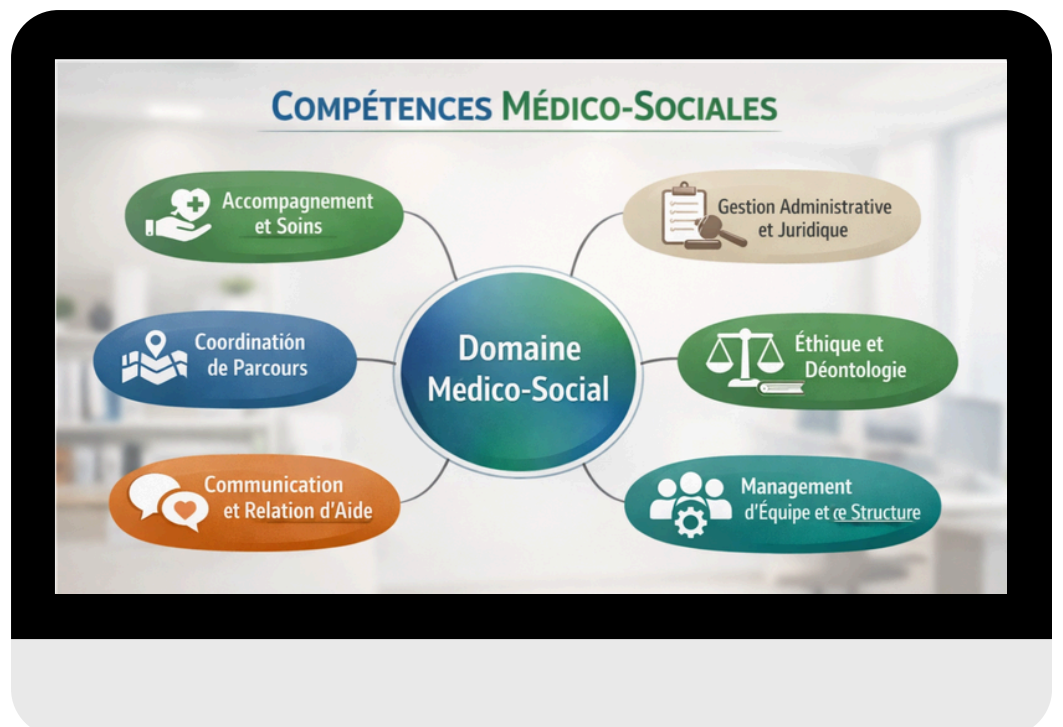 COMPÉTENCES MÉDICO-SOCIALES
Accompagnement
et Soins
Coordinatión
de Parcours
Communication
et Relation d'Aide
Domaine
Medico-Social
Gestion Administrative
et Juridique
Éthique et
Déontologie
Management
d'Équipe et œ Structure